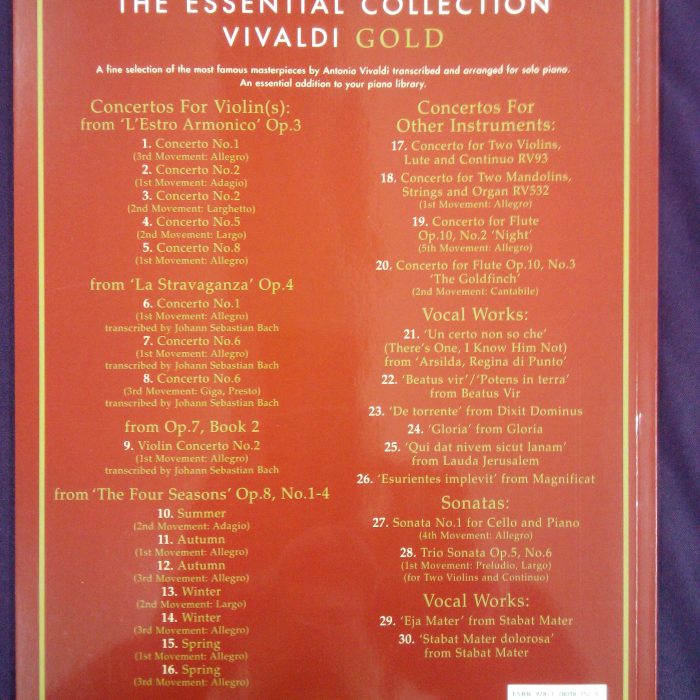 THE ESSENTIAL COLLECTION
VIVALDI GOLD
A fine selection of the most famous masterpieces by Antonio Vivaldi transcribed and arranged for solo piano.
An essential addition to your piano library.
Concertos For Violin(s):
from ‘L’Estro Armonico’ Op.3
1. Concerto No.1
(3rd Movement: Allegro)
2. Concerto No.2
(1st Movement: Adagio)
3. Concerto No.2
(2nd Movement: Larghetto)
4. Concerto No.5
(2nd Movement: Largo)
5. Concerto No.8
(1st Movement: Allegro)
from ‘La Stravaganza’ Op.4
6. Concerto No.1
(1st Movement: Allegro)
transcribed by Johann Sebastian Bach
7. Concerto No.6
(1st Movement: Allegro)
transcribed by Johann Sebastian Bach
8. Concerto No.6
(3rd Movement: Giga, Presto)
transcribed by Johann Sebastian Bach
from Op.7, Book 2
9. Violin Concerto No.2
(1st Movement: Allegro)
transcribed by Johann Sebastian Bach
from ‘The Four Seasons’ Op.8, No.1-4
10. Summer
(2nd Movement: Adagio)
11. Autumn
(1st Movement: Allegro)
12. Autumn
(3rd Movement: Allegro)
13. Winter
(2nd Movement: Largo)
14. Winter
(3rd Movement: Allegro)
15. Spring
(1st Movement: Allegro)
16. Spring
(3rd Movement: Allegro)
Concertos For
Other Instruments:
17. Concerto for Two Violins,
Lute and Continuo RV93
18. Concerto for Two Mandolins,
Strings and Organ RV532
(1st Movement: Allegro)
19. Concerto for Flute
Op.10, No.2 ‘Night’
(5th Movement: Allegro)
20. Concerto for Flute Op.10, No.3
‘The Goldfinch’
(2nd Movement: Cantabile)
Vocal Works:
21. ‘Un certo non so che’
(There’s One, I Know Him Not)
from ‘Arsilda, Regina di Punto’
22. ‘Beatus vir’/‘Potens in terra’
from Beatus Vir
23. ‘De torrente’ from Dixit Dominus
24. ‘Gloria’ from Gloria
25. ‘Qui dat nivem sicut lanam’
from Lauda Jerusalem
26. ‘Esurientes implevit’ from Magnificat
Sonatas:
27. Sonata No.1 for Cello and Piano
(4th Movement: Allegro)
28. Trio Sonata Op.5, No.6
(1st Movement: Preludio, Largo)
(for Two Violins and Continuo)
Vocal Works:
29. ‘Eja Mater’ from Stabat Mater
30. ‘Stabat Mater dolorosa’
from Stabat Mater
ISBN